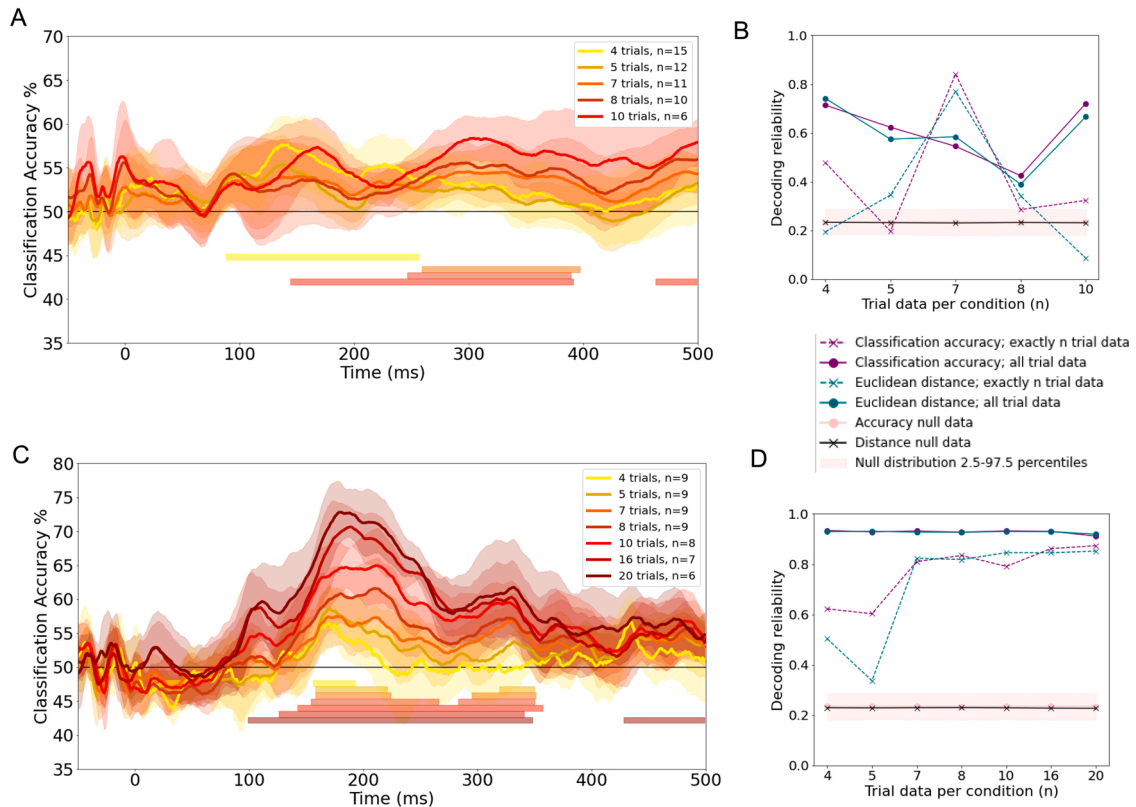 A
70
65
60
55
50
45
40
35
Classification Accuracy %
0
100
200
300
400
500
Time (ms)
4 trials, n=15
5 trials, n=12
7 trials, n=11
8 trials, n=10
10 trials, n=6
B
1.0
0.8
0.6
0.4
0.2
0.0
Decoding reliability
4
5
7
8
10
Trial data per condition (n)
Classification accuracy; exactly n trial data
Classification accuracy; all trial data
Euclidean distance; exactly n trial data
Euclidean distance; all trial data
Accuracy null data
Distance null data
Null distribution 2.5-97.5 percentiles
C
80
75
70
65
60
55
50
45
40
35
Classification Accuracy %
0
100
200
300
400
500
Time (ms)
4 trials, n=9
5 trials, n=9
7 trials, n=9
8 trials, n=9
10 trials, n=8
16 trials, n=7
20 trials, n=6
D
1.0
0.8
0.6
0.4
0.2
0.0
Decoding reliability
4
5
7
8
10
16
20
Trial data per condition (n)